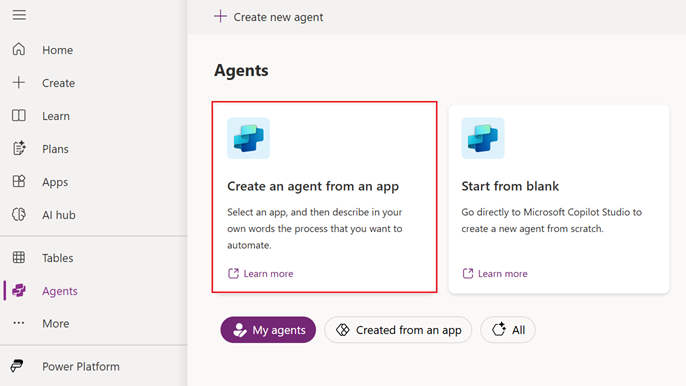 Home
Create
Learn
Plans
Apps
AI hub
Tables
Agents
More
Power Platform
Create new agent
Agents
Create an agent from an app
Select an app, and then describe in your
own words the process that you want to
automate.
Learn more
Start from blank
Go directly to Microsoft Copilot Studio to
create a new agent from scratch.
Learn more
My agents
Created from an app
All